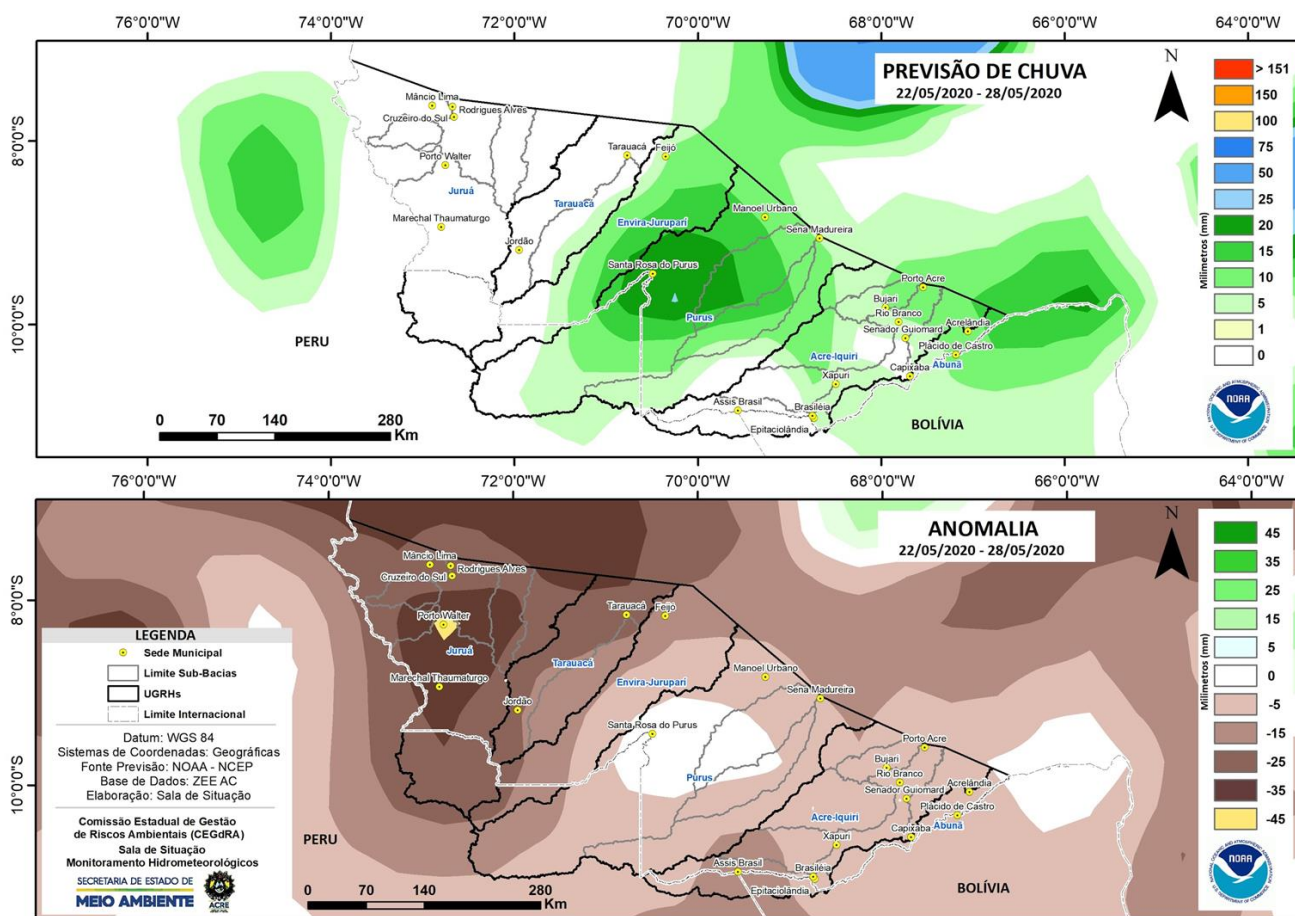 76°0'0"W 74°0'0"W 72°0'0"W 70°0'0"W 68°0'0"W 66°0'0"W 64°0'0"W
PREVISÃO DE CHUVA
22/05/2020 - 28/05/2020
N
> 151
150
100
75
50
25
20
15
10
5
1
0
Milímetros (mm)
NOAA
8°0'0"S
10°0'0"S
Mâncio Lima
Rodrigues Alves
Cruzeiro do Sul
Porto Walter
Juruá
Marechal Thaumaturgo
Tarauacá
Feijó
Tarauacá
Jordão
Envira-Jurupari
Manoel Urbano
Sena Madureira
Santa Rosa do Purus
Purus
Porto Acre
Bujari
Rio Branco
Senador Guiomard
Acrelândia
Plácido de Castro
Acre-Iquiri
Abunã
Capixaba
Xapuri
Assis Brasil
Brasiléia
Epitaciolândia
PERU
BOLÍVIA
0 70 140 280
Km
76°0'0"W 74°0'0"W 72°0'0"W 70°0'0"W 68°0'0"W 66°0'0"W 64°0'0"W
ANOMALIA
22/05/2020 - 28/05/2020
N
45
35
25
15
5
0
-5
-15
-25
-35
-45
Milímetros (mm)
NOAA
8°0'0"S
10°0'0"S
Mâncio Lima
Rodrigues Alves
Cruzeiro do Sul
Porto Walter
Juruá
Marechal Thaumaturgo
Tarauacá
Feijó
Tarauacá
Jordão
Envira-Jurupari
Manoel Urbano
Sena Madureira
Santa Rosa do Purus
Purus
Porto Acre
Bujari
Rio Branco
Senador Guiomard
Acrelândia
Plácido de Castro
Acre-Iquiri
Abunã
Capixaba
Xapuri
Assis Brasil
Brasiléia
Epitaciolândia
PERU
BOLÍVIA
0 70 140 280
Km
LEGENDA
Sede Municipal
Limite Sub-Bacias
UGRHs
Limite Internacional
Datum: WGS 84
Sistemas de Coordenadas: Geográficas
Fonte Previsão: NOAA - NCEP
Base de Dados: ZEE AC
Elaboração: Sala de Situação
Comissão Estadual de Gestão
de Riscos Ambientais (CEGdRA)
Sala de Situação
Monitoramento Hidrometeorológicos
SECRETARIA DE ESTADO DE
MEIO AMBIENTE
ACRE